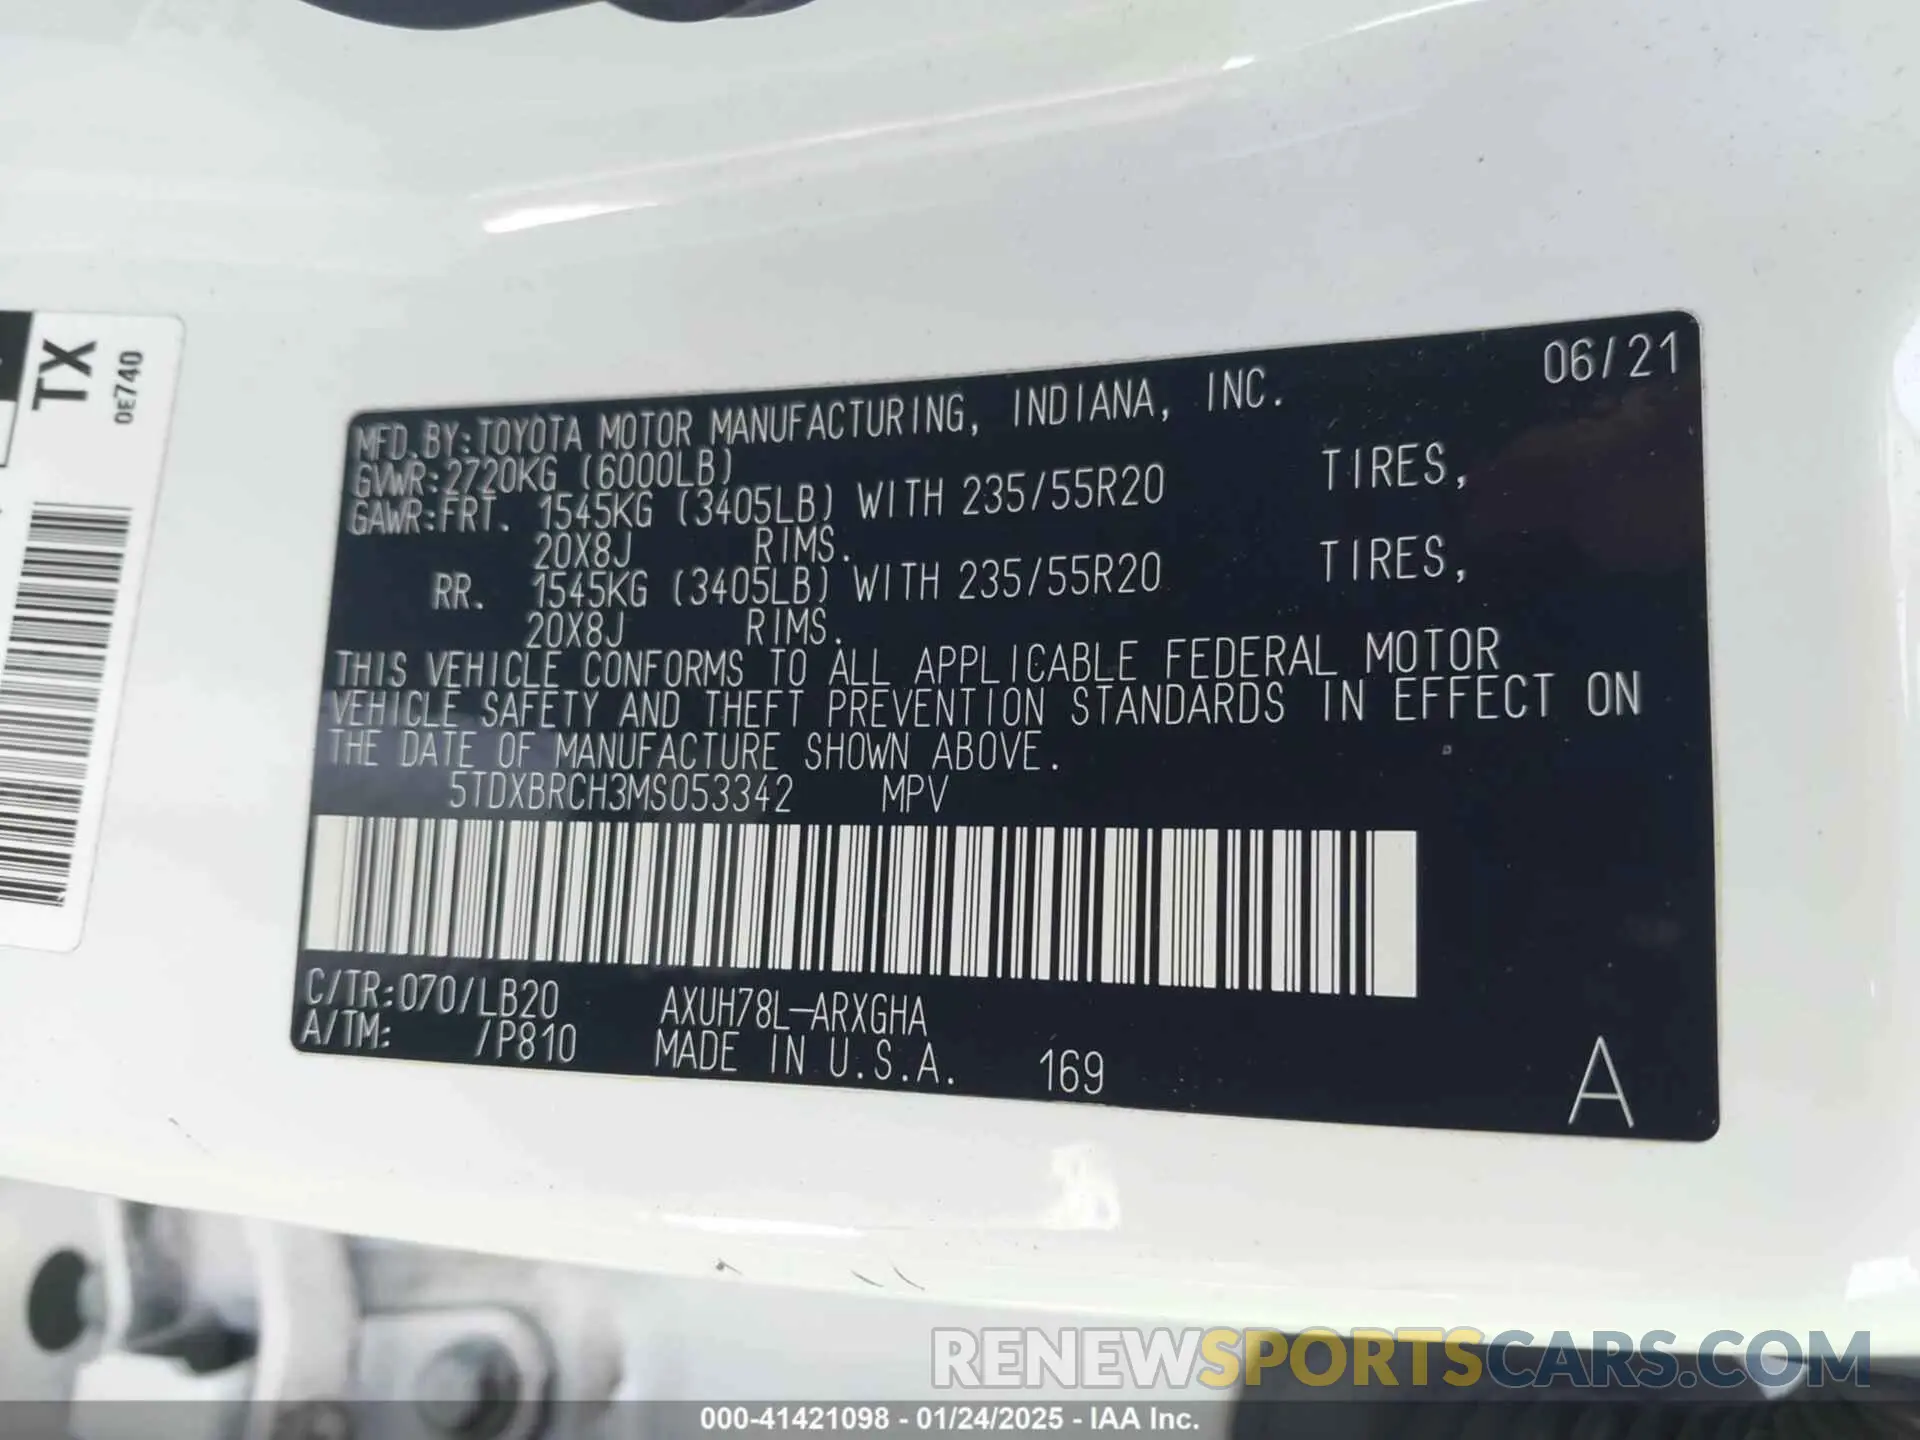 TX
0E740
06/21
MFD.BY:TOYOTA MOTOR MANUFACTURING, INDIANA, INC.
GVWR:2720KG (6000LB)
GAWR:FRT. 1545KG (3405LB) WITH 235/55R20 TIRES,
20X8J RIMS.
RR. 1545KG (3405LB) WITH 235/55R20 TIRES,
20X8J RIMS.
THIS VEHICLE CONFORMS TO ALL APPLICABLE FEDERAL MOTOR
VEHICLE SAFETY AND THEFT PREVENTION STANDARDS IN EFFECT ON
THE DATE OF MANUFACTURE SHOWN ABOVE.
5TDXBRCH3MS053342 MPV
C/TR:070/LB20 AXUH78L-ARXGHA
A/TM: /P810 MADE IN U.S.A. 169
A
RENEWSPORTSCARS.COM
000-41421098 - 01/24/2025 - IAA Inc.